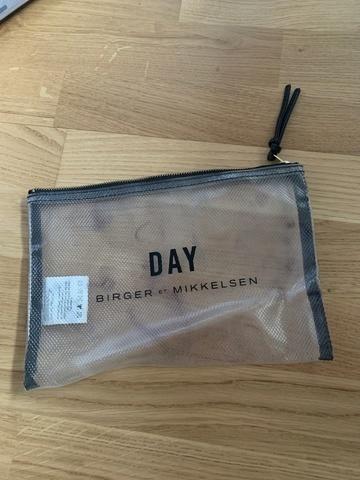 DAY
BIRGER ET MIKKELSEN